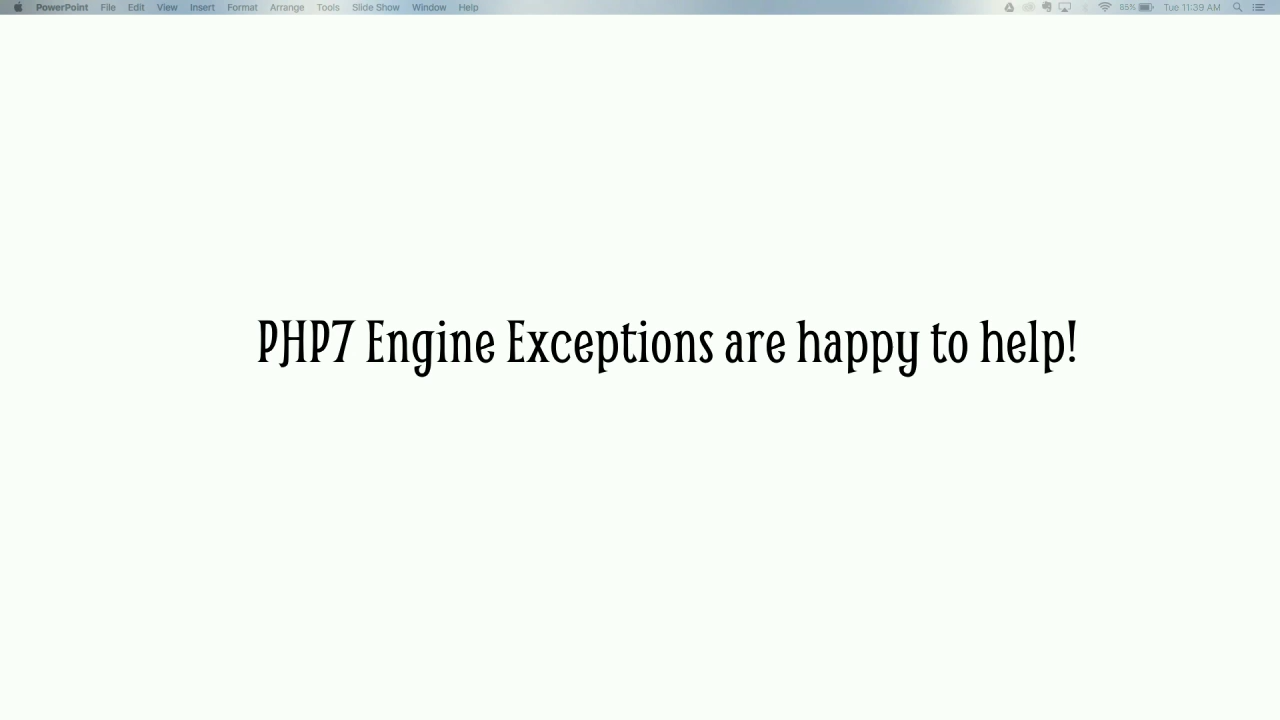 PowerPoint File Edit View Insert Format Arrange Tools Slide Show Window Help 85% Tue 11:39 AM
PHP7 Engine Exceptions are happy to help!